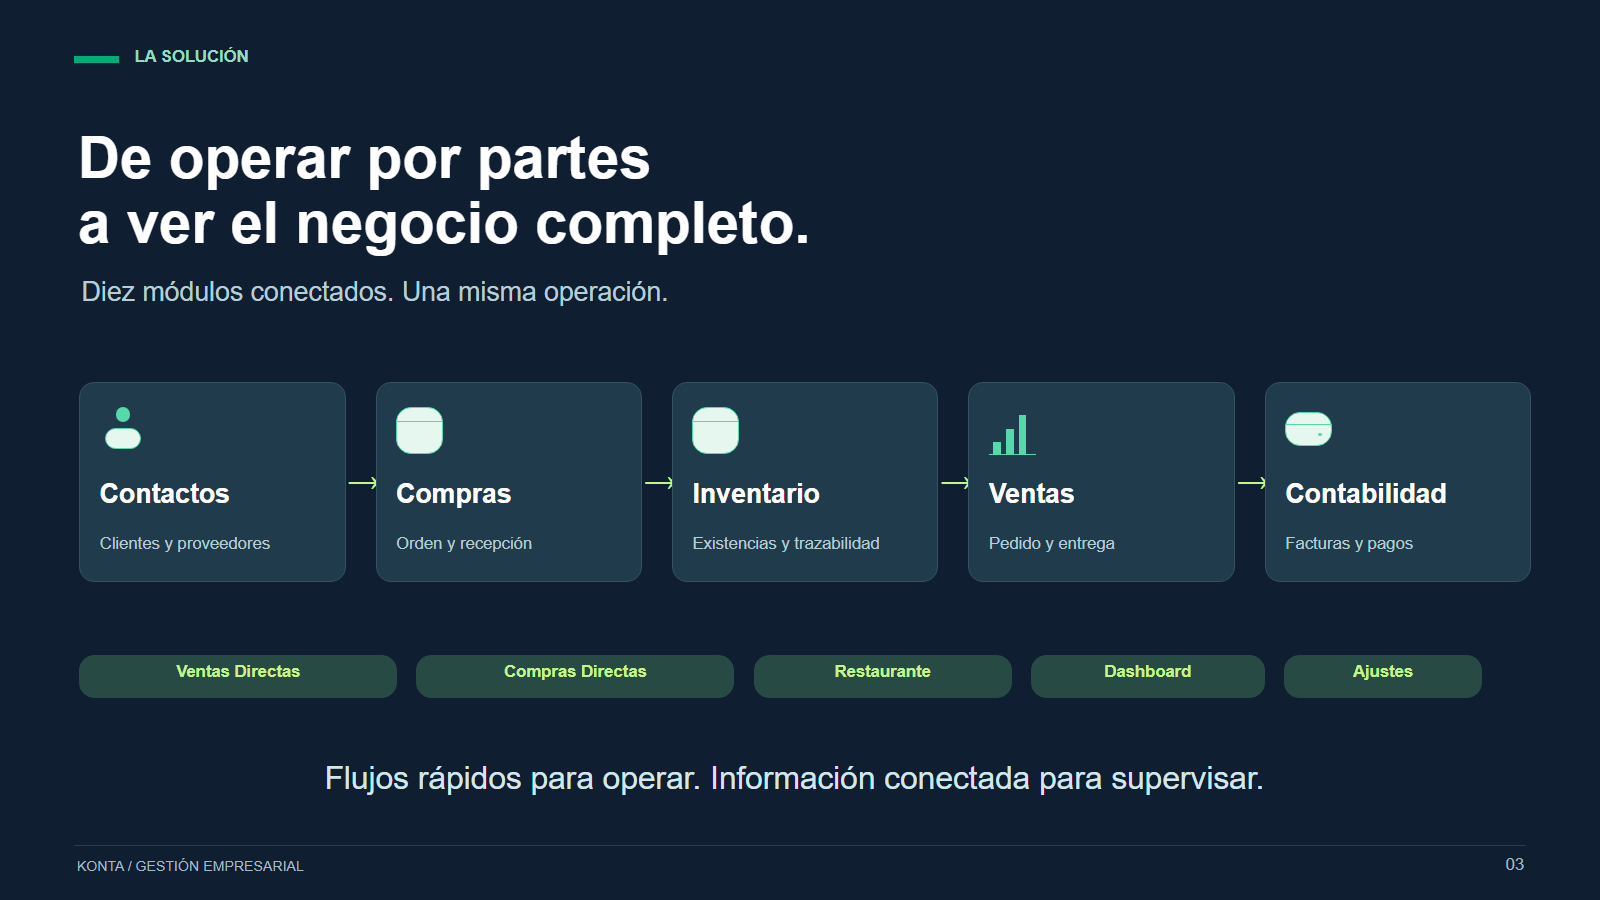 LA SOLUCIÓN
De operar por partes
a ver el negocio completo.
Diez módulos conectados. Una misma operación.
Contactos
Clientes y proveedores
Compras
Orden y recepción
Inventario
Existencias y trazabilidad
Ventas
Pedido y entrega
Contabilidad
Facturas y pagos
Ventas Directas
Compras Directas
Restaurante
Dashboard
Ajustes
Flujos rápidos para operar. Información conectada para supervisar.
KONTA / GESTIÓN EMPRESARIAL
03